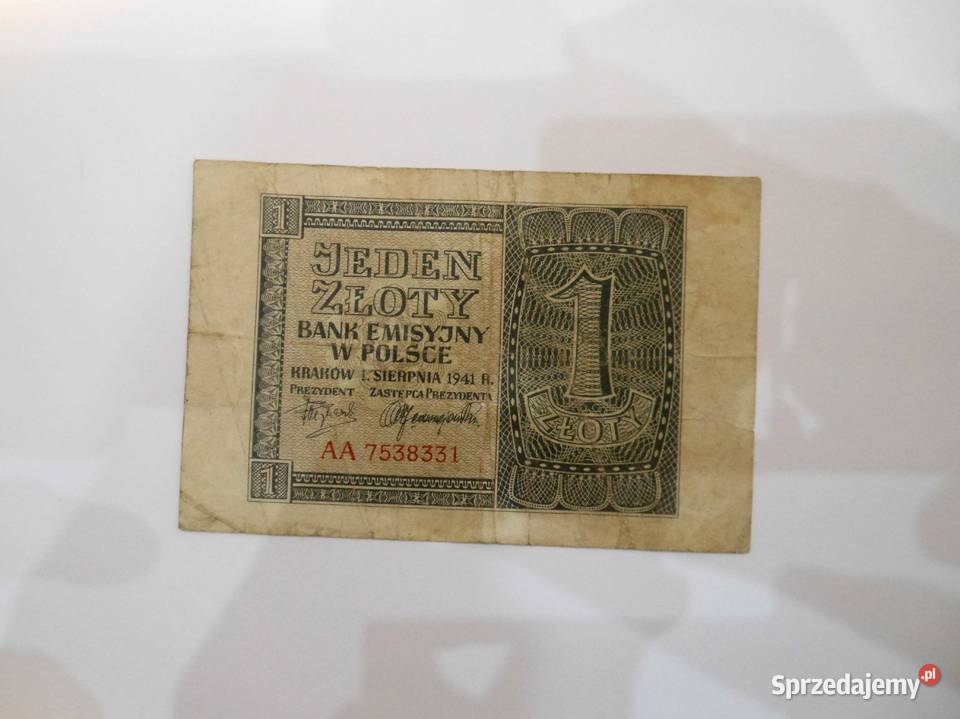 1
JEDEN
ZŁOTY
BANK EMISYJNY
W POLSCE
KRAKÓW 1. SIERPNIA 1941 R.
PREZYDENT ZASTĘPCA PREZYDENTA
AA 7538331
1
1
ZŁOTY
Sprzedajemy.pl